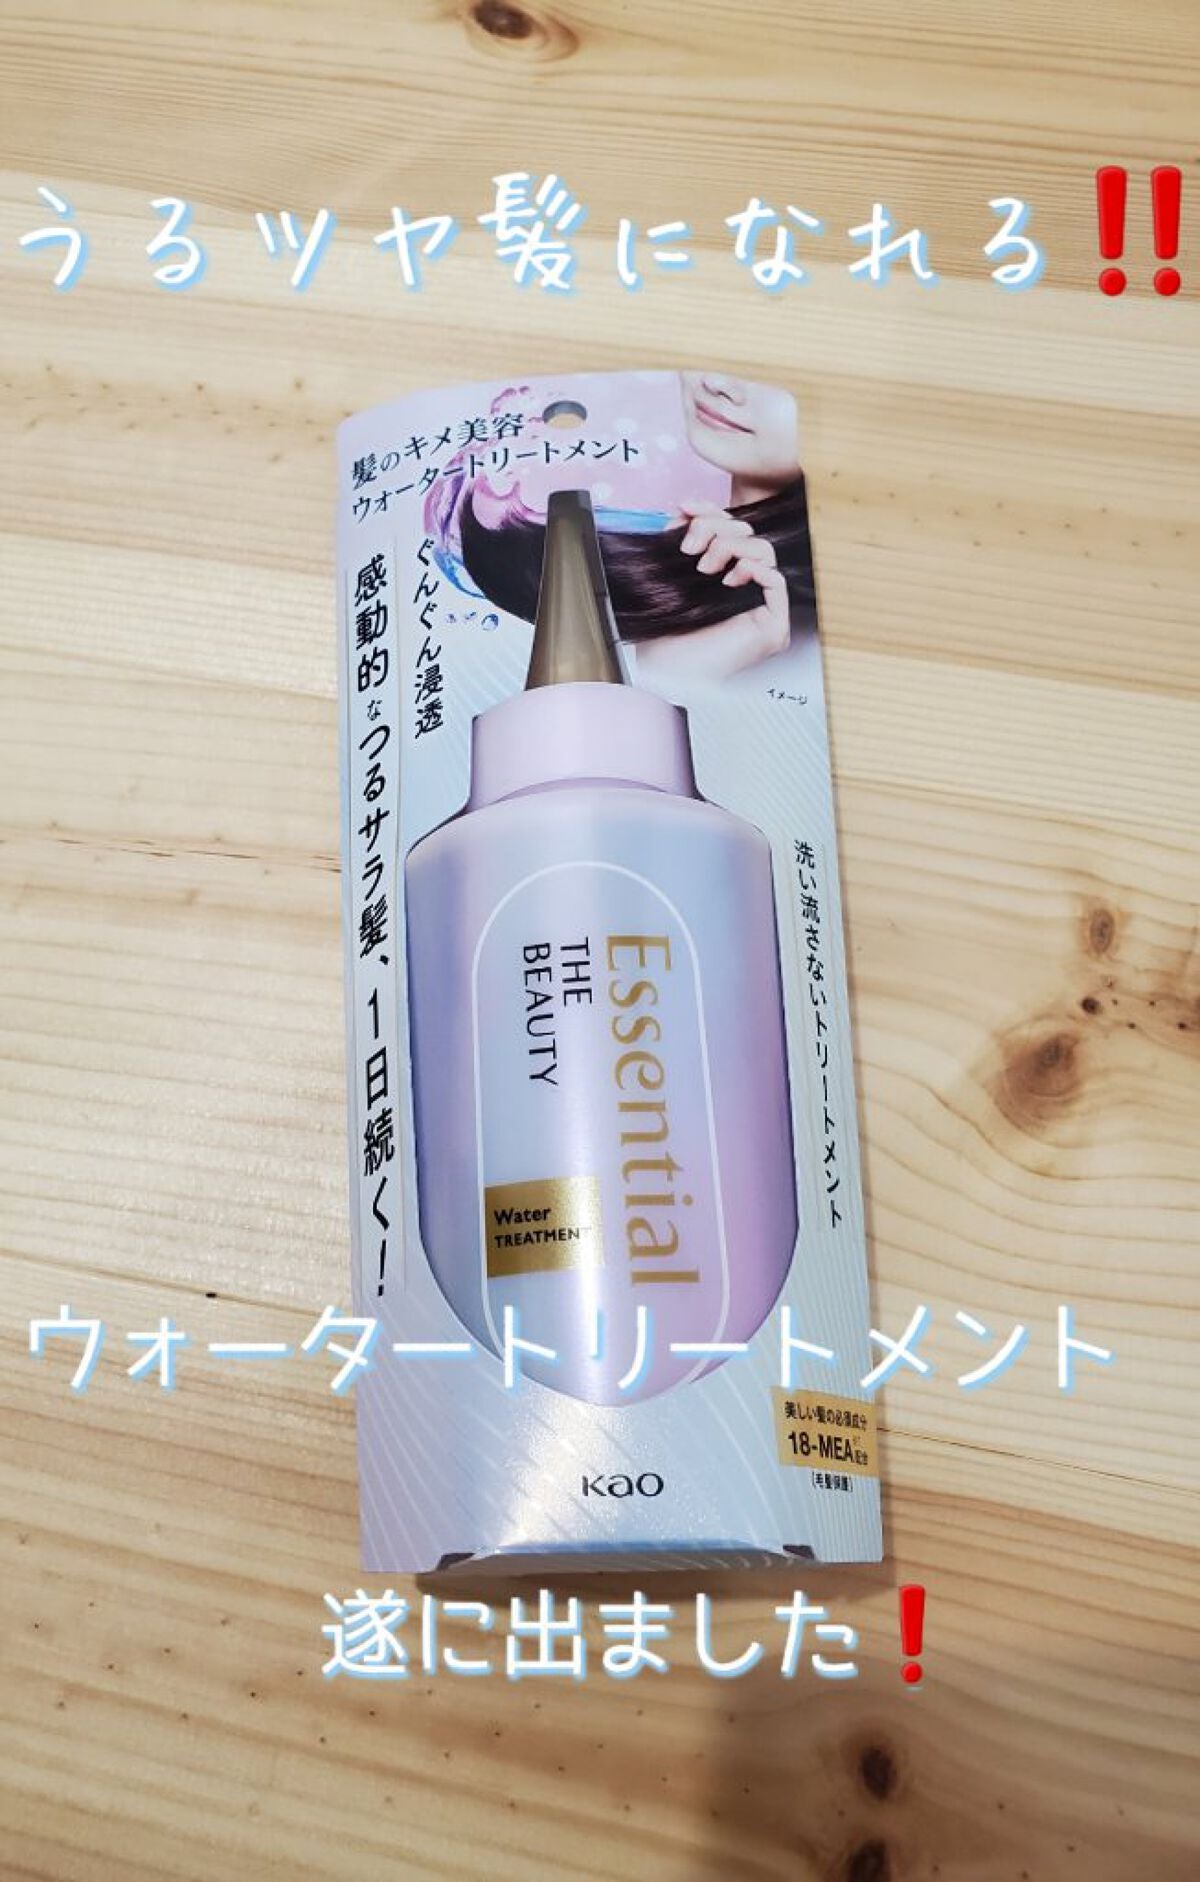 うるツヤ髪になれる‼
髪のキメ美容
ウォータートリートメント
ぐんぐん浸透
感動的なつるサラ髪、1日続く!
イメージ
洗い流さないトリートメント
Essential
THE
BEAUTY
Water
TREATMENT
ウォータートリートメント
美しい髪の必須成分
18-MEA配合
(毛髪保護)
Kao
遂に出ました❗